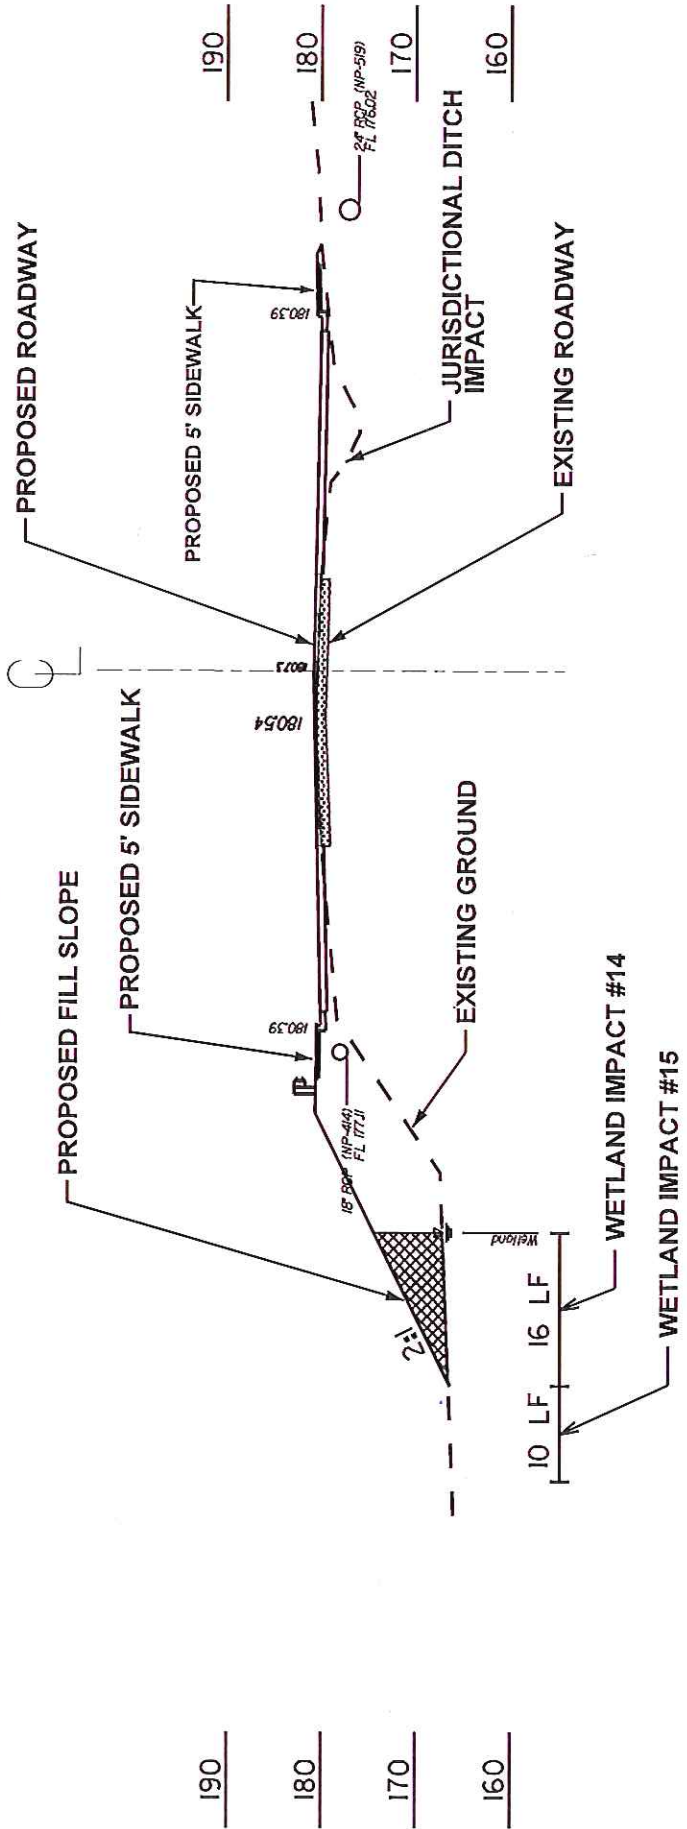 190
180
170
160
PROPOSED FILL SLOPE
PROPOSED 5' SIDEWALK
C
L
PROPOSED ROADWAY
PROPOSED 5' SIDEWALK
190
180
170
160
180.39
180.54
180.39
18" RCP (NP-414)
FL 177.11
24" RCP (NP-519)
FL 176.02
2:1
Wetland
EXISTING GROUND
JURISDICTIONAL DITCH
IMPACT
EXISTING ROADWAY
10 LF
16 LF
WETLAND IMPACT #14
WETLAND IMPACT #15